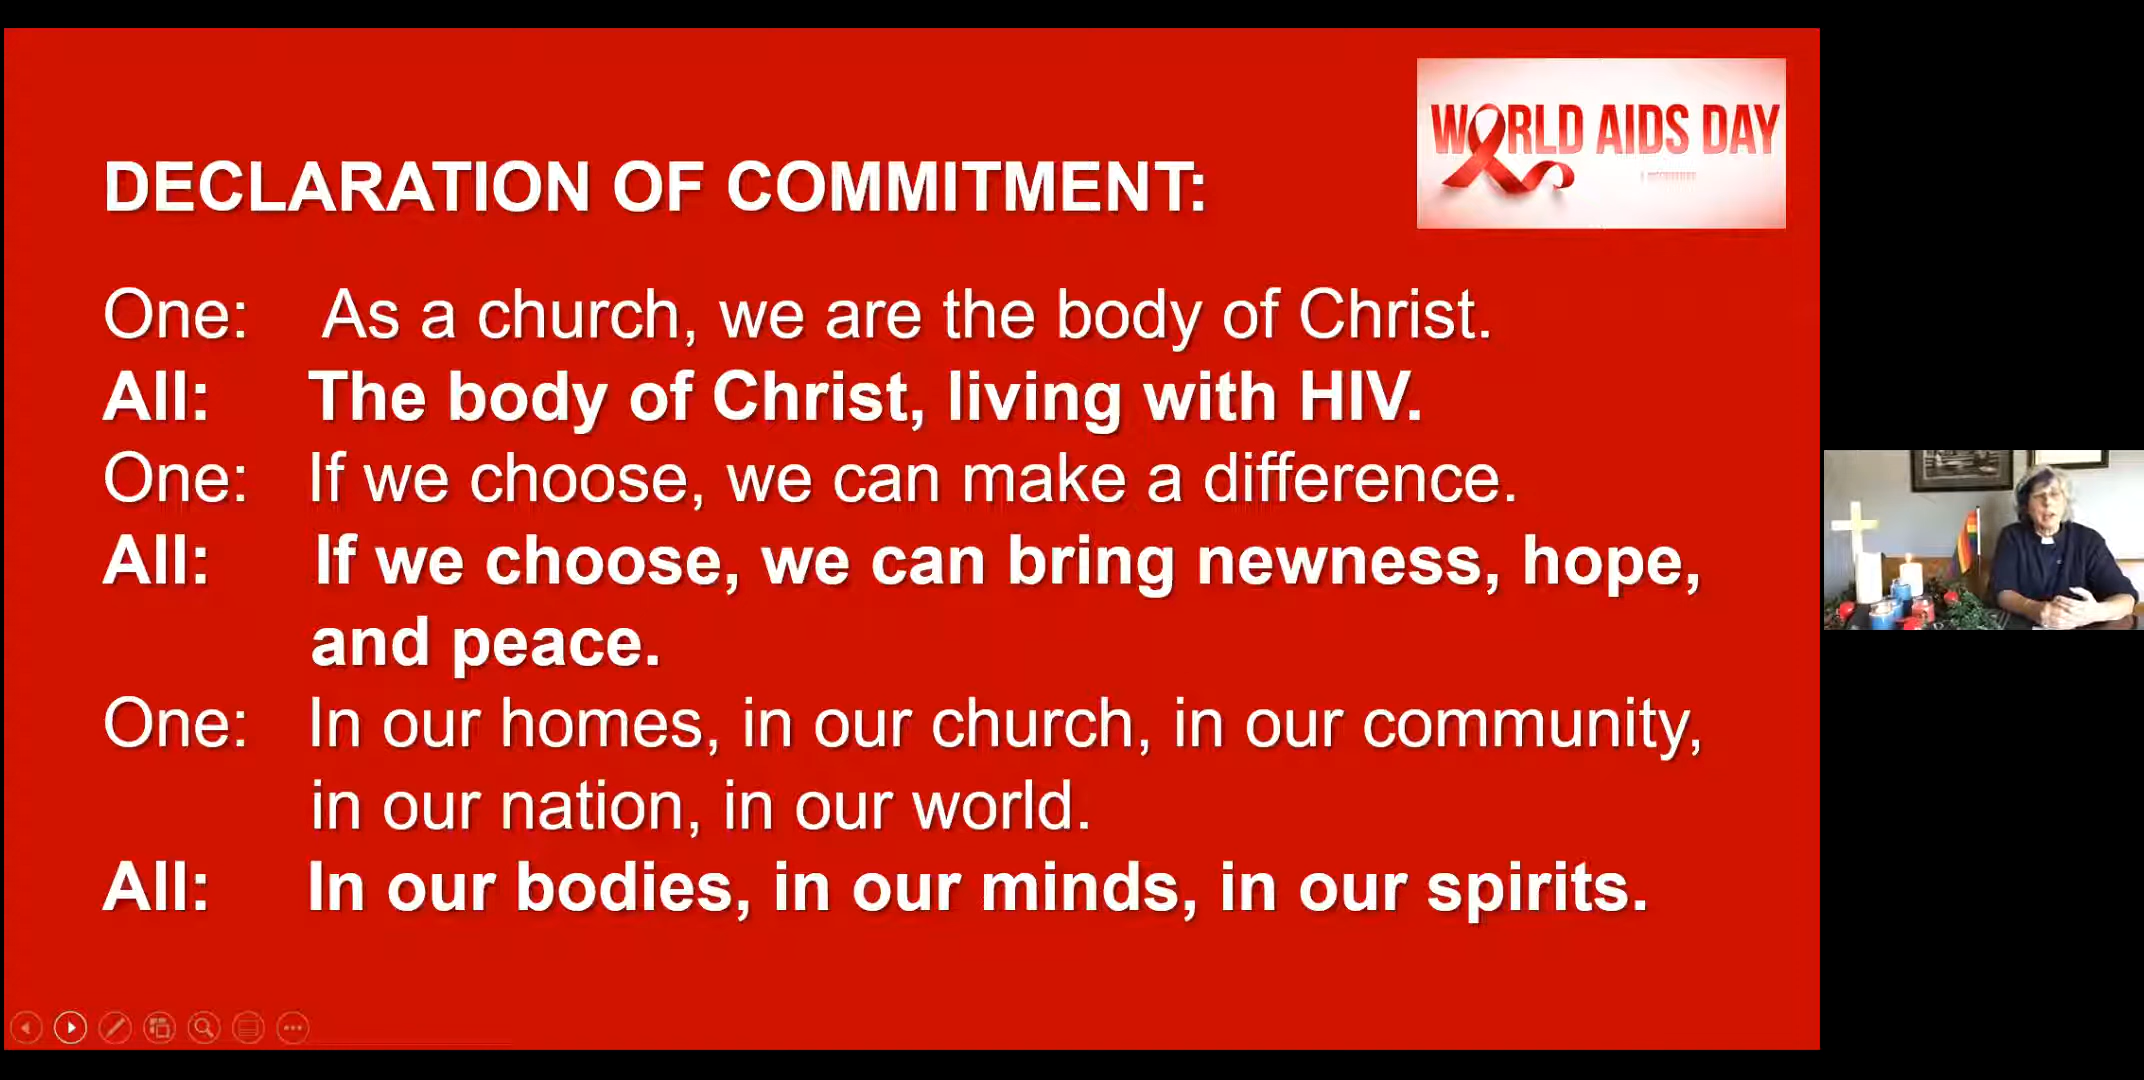 WORLD AIDS DAY
DECLARATION OF COMMITMENT:
One: As a church, we are the body of Christ.
All: The body of Christ, living with HIV.
One: If we choose, we can make a difference.
All: If we choose, we can bring newness, hope,
and peace.
One: In our homes, in our church, in our community,
in our nation, in our world.
All: In our bodies, in our minds, in our spirits.